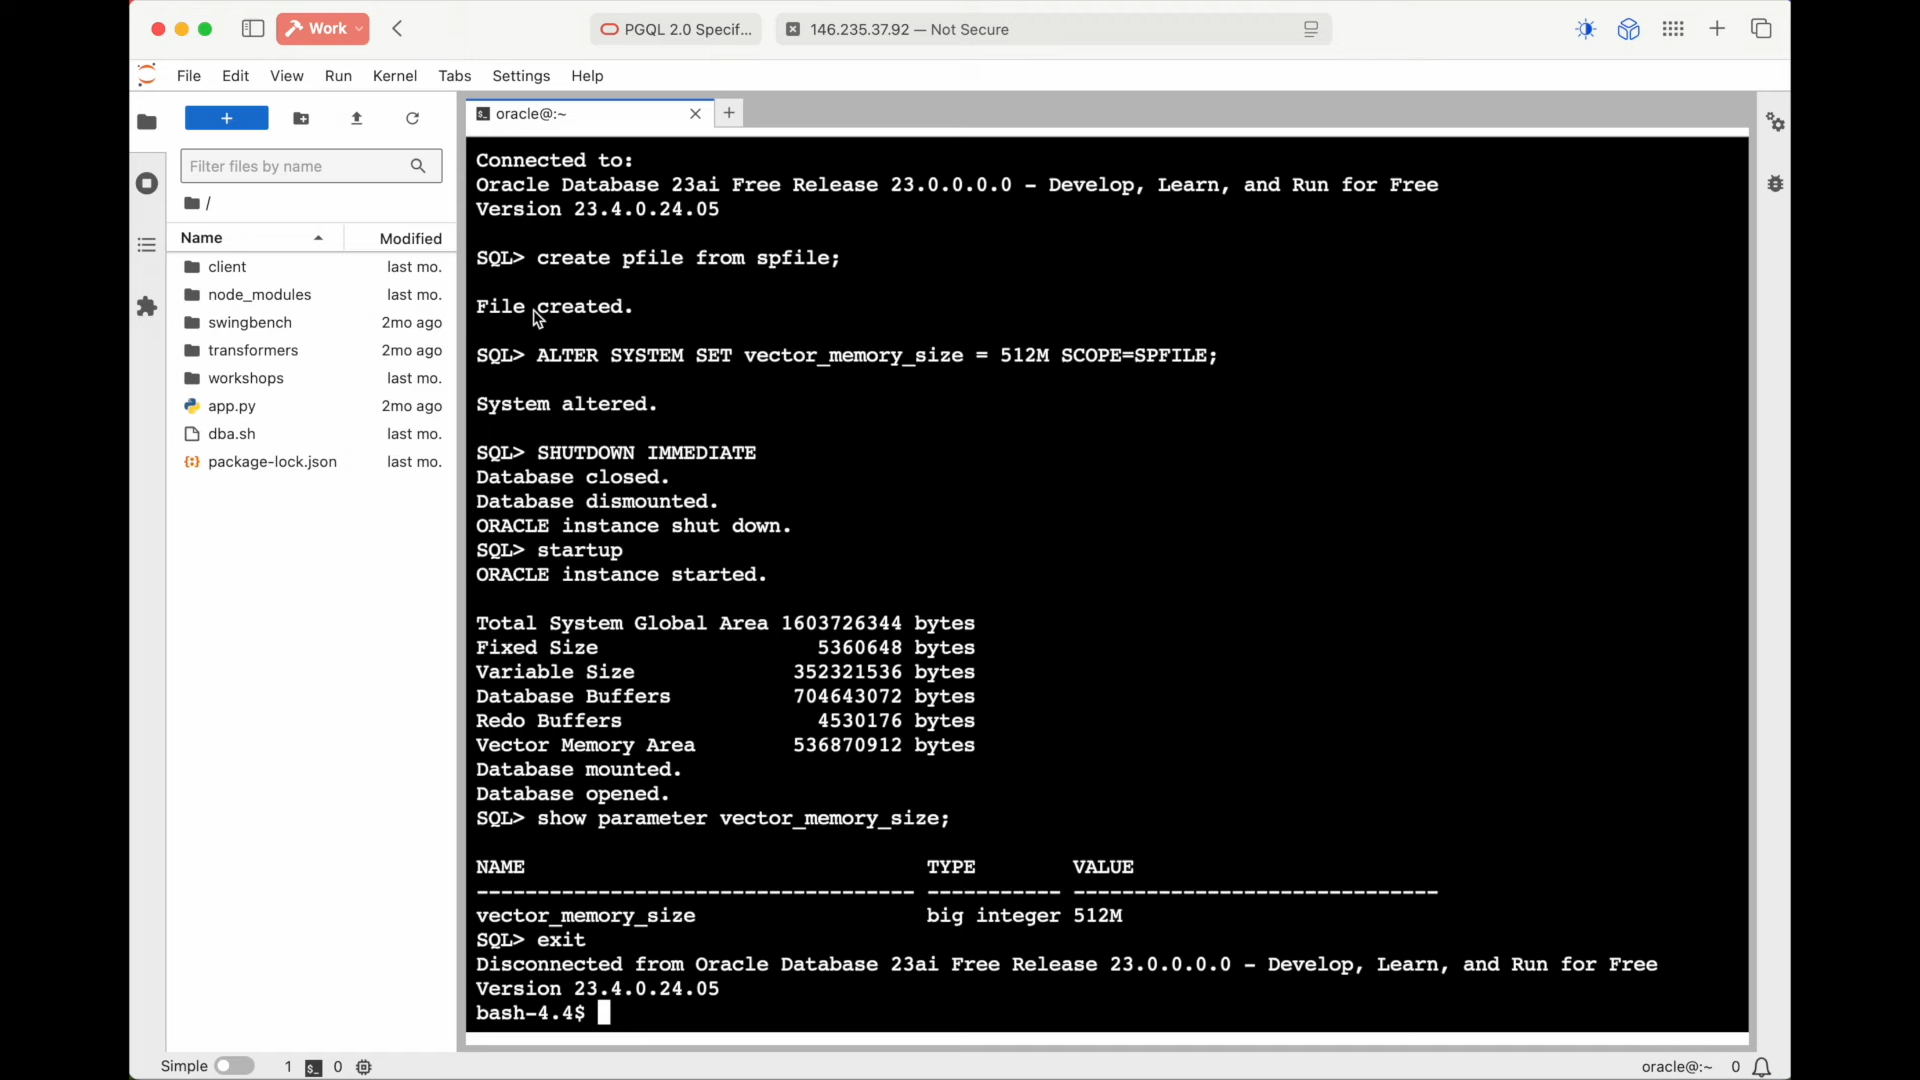 Work
PGQL 2.0 Specif...
146.235.37.92 — Not Secure
File Edit View Run Kernel Tabs Settings Help
oracle@:~
Filter files by name
/
Name Modified
client last mo.
node_modules last mo.
swingbench 2mo ago
transformers 2mo ago
workshops last mo.
app.py 2mo ago
dba.sh last mo.
package-lock.json last mo.
Connected to:
Oracle Database 23ai Free Release 23.0.0.0.0 - Develop, Learn, and Run for Free
Version 23.4.0.24.05
SQL> create pfile from spfile;
File created.
SQL> ALTER SYSTEM SET vector_memory_size = 512M SCOPE=SPFILE;
System altered.
SQL> SHUTDOWN IMMEDIATE
Database closed.
Database dismounted.
ORACLE instance shut down.
SQL> startup
ORACLE instance started.
Total System Global Area 1603726344 bytes
Fixed Size 5360648 bytes
Variable Size 352321536 bytes
Database Buffers 704643072 bytes
Redo Buffers 4530176 bytes
Vector Memory Area 536870912 bytes
Database mounted.
Database opened.
SQL> show parameter vector_memory_size;
NAME TYPE VALUE
------------------------------------ ----------- ------------------------------
vector_memory_size big integer 512M
SQL> exit
Disconnected from Oracle Database 23ai Free Release 23.0.0.0.0 - Develop, Learn, and Run for Free
Version 23.4.0.24.05
bash-4.4$
Simple 1 0 oracle@:~ 0